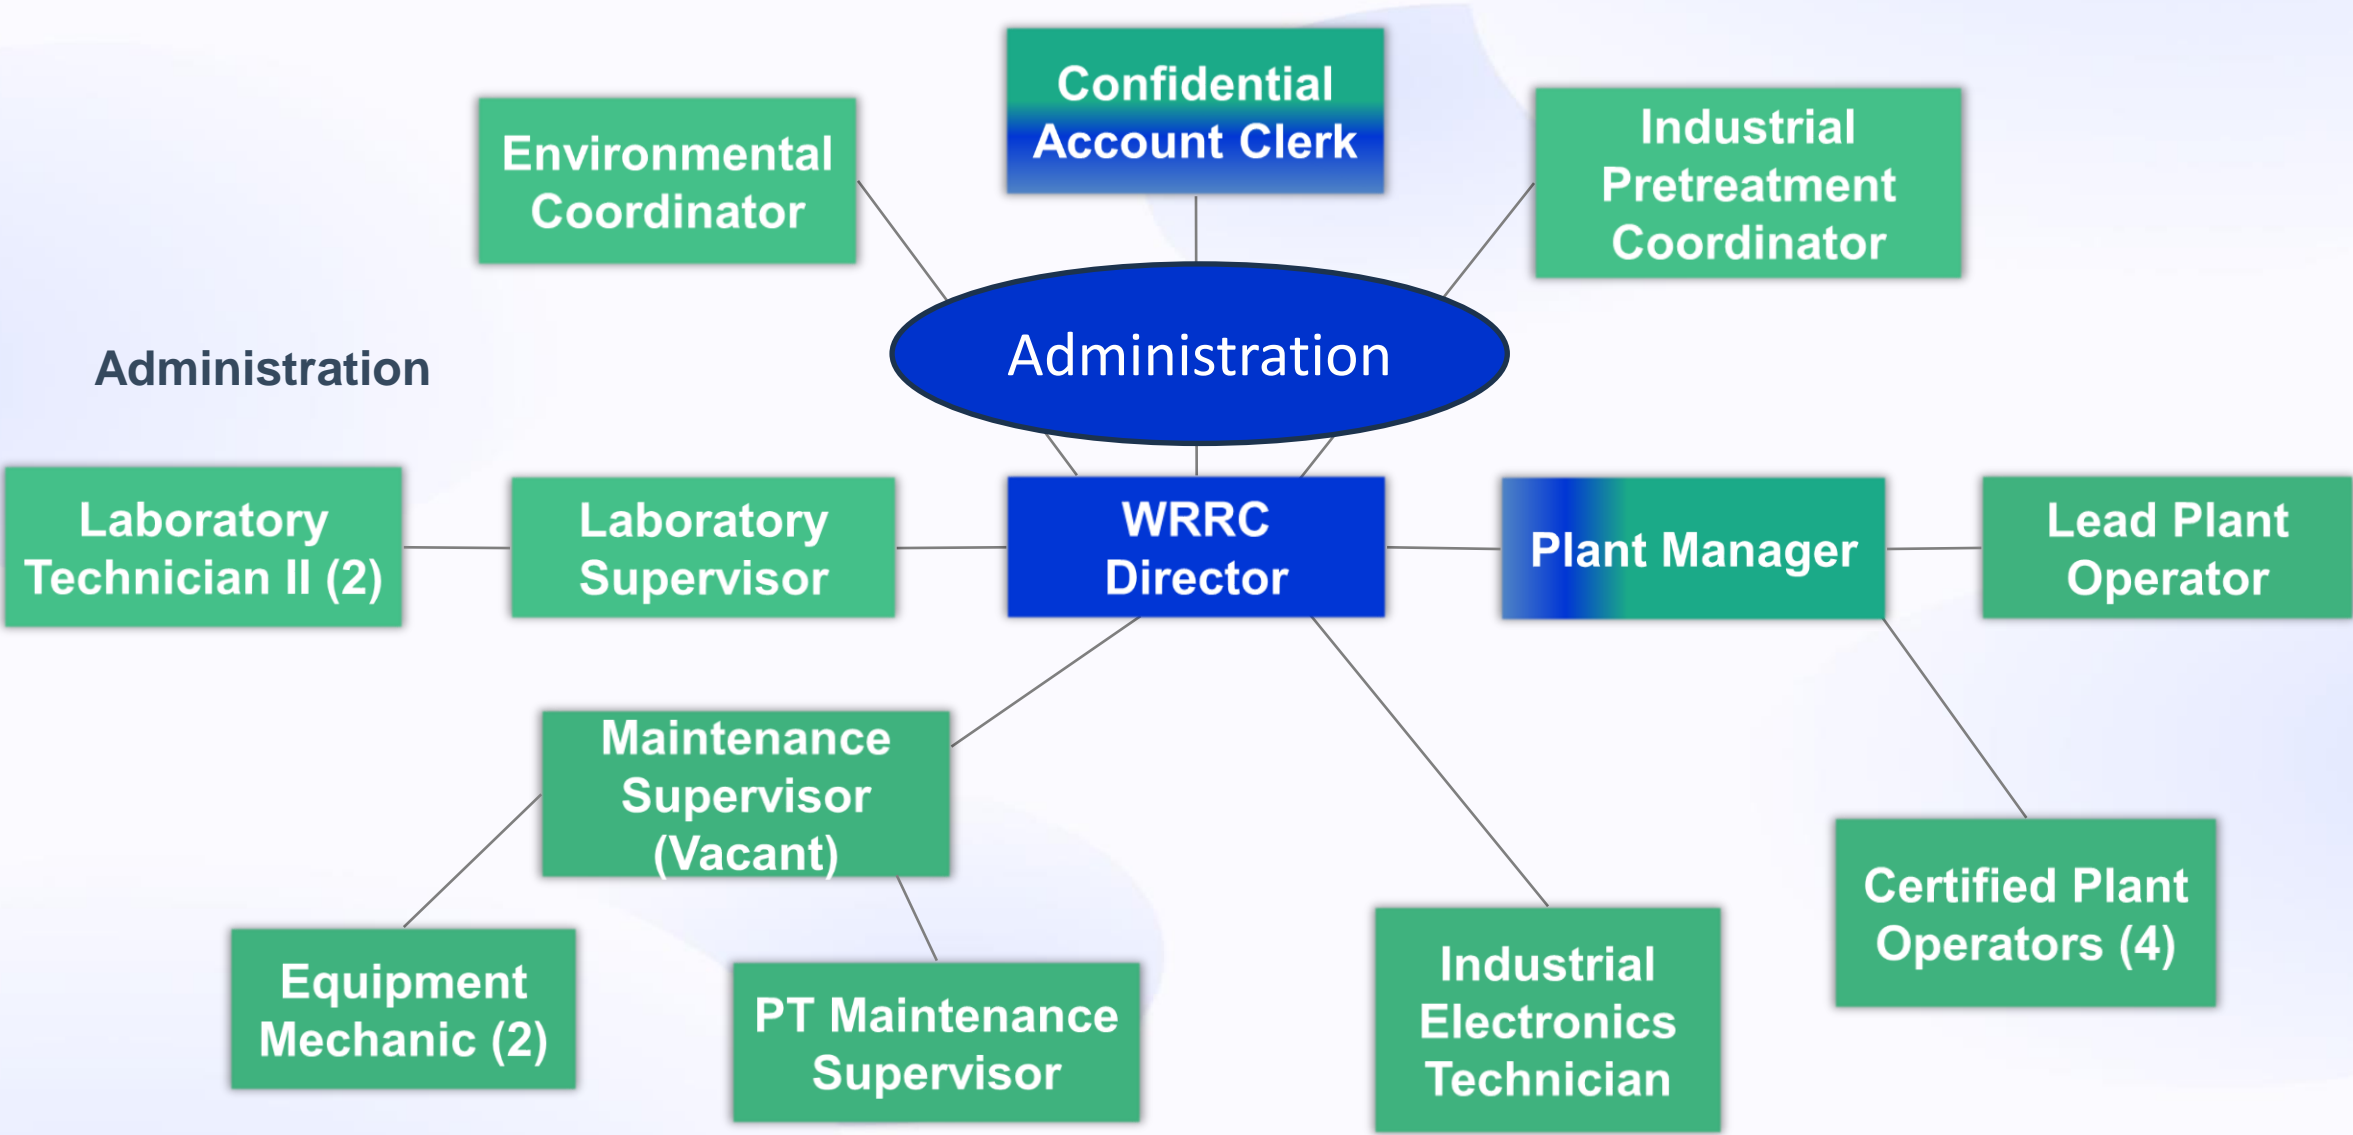 Confidential
Account Clerk
Environmental
Coordinator
Industrial
Pretreatment
Coordinator
Administration
Administration
Laboratory
Technician II (2)
Laboratory
Supervisor
WRRC
Director
Plant Manager
Lead Plant
Operator
Maintenance
Supervisor
(Vacant)
Certified Plant
Operators (4)
Equipment
Mechanic (2)
PT Maintenance
Supervisor
Industrial
Electronics
Technician